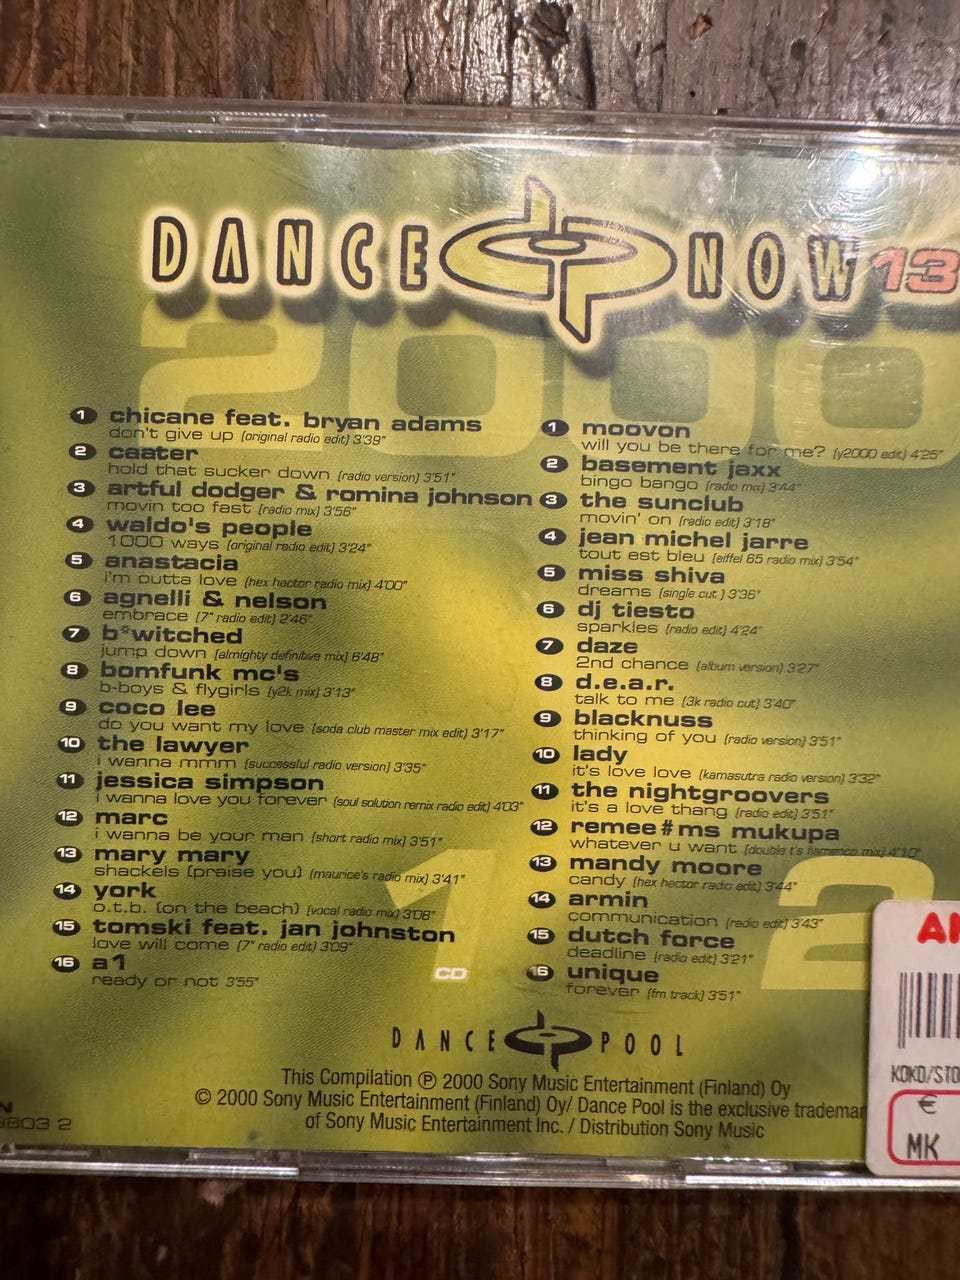 DANCE NOW 13
2000
1 chicane feat. bryan adams
don't give up (original radio edit) 3'39"
2 caater
hold that sucker down (radio version) 3'51"
3 artful dodger & romina johnson
movin too fast (radio mix) 3'56"
4 waldo's people
1000 ways (original radio edit) 3'24"
5 anastacia
i'm outta love (hex hector radio mix) 4'00"
6 agnelli & nelson
embrace (7" radio edit) 2'46"
7 b*witched
jump down (almighty definitive mix) 6'48"
8 bomfunk mc's
b-boys & flygirls (y2k mix) 3'13"
9 coco lee
do you want my love (soda club master mix edit) 3'17"
10 the lawyer
i wanna mmm (successful radio version) 3'35"
11 jessica simpson
i wanna love you forever (soul solution remix radio edit) 4'03"
12 marc
i wanna be your man (short radio mix) 3'51"
13 mary mary
shackels (praise you) (maurice's radio mix) 3'41"
14 york
o.t.b. (on the beach) (vocal radio mix) 3'08"
15 tomski feat. jan johnston
love will come (7" radio edit) 3'09"
16 a1
ready or not 3'55"
CD
1
1 moovon
will you be there for me? (y2000 edit) 4'25"
2 basement jaxx
bingo bango (radio mix) 3'44"
3 the sunclub
movin' on (radio edit) 3'18"
4 jean michel jarre
tout est bleu (eiffel 65 radio mix) 3'54"
5 miss shiva
dreams (single cut ) 3'36"
6 dj tiesto
sparkles (radio edit) 4'24"
7 daze
2nd chance (album version) 3'27"
8 d.e.a.r.
talk to me (3k radio cut) 3'40"
9 blacknuss
thinking of you (radio version) 3'51"
10 lady
it's love love (kamasutra radio version) 3'32"
11 the nightgroovers
it's a love thang (radio edit) 3'51"
12 remee#ms mukupa
whatever u want (double t's flamenco mix) 4'10"
13 mandy moore
candy (hex hector radio edit) 3'44"
14 armin
communication (radio edit) 3'43"
15 dutch force
deadline (radio edit) 3'21"
16 unique
forever (fm track) 3'51"
2
DANCE POOL
This Compilation ℗ 2000 Sony Music Entertainment (Finland) Oy
© 2000 Sony Music Entertainment (Finland) Oy/ Dance Pool is the exclusive trademar
of Sony Music Entertainment Inc. / Distribution Sony Music
803 2
KOKO/STO
€
MK